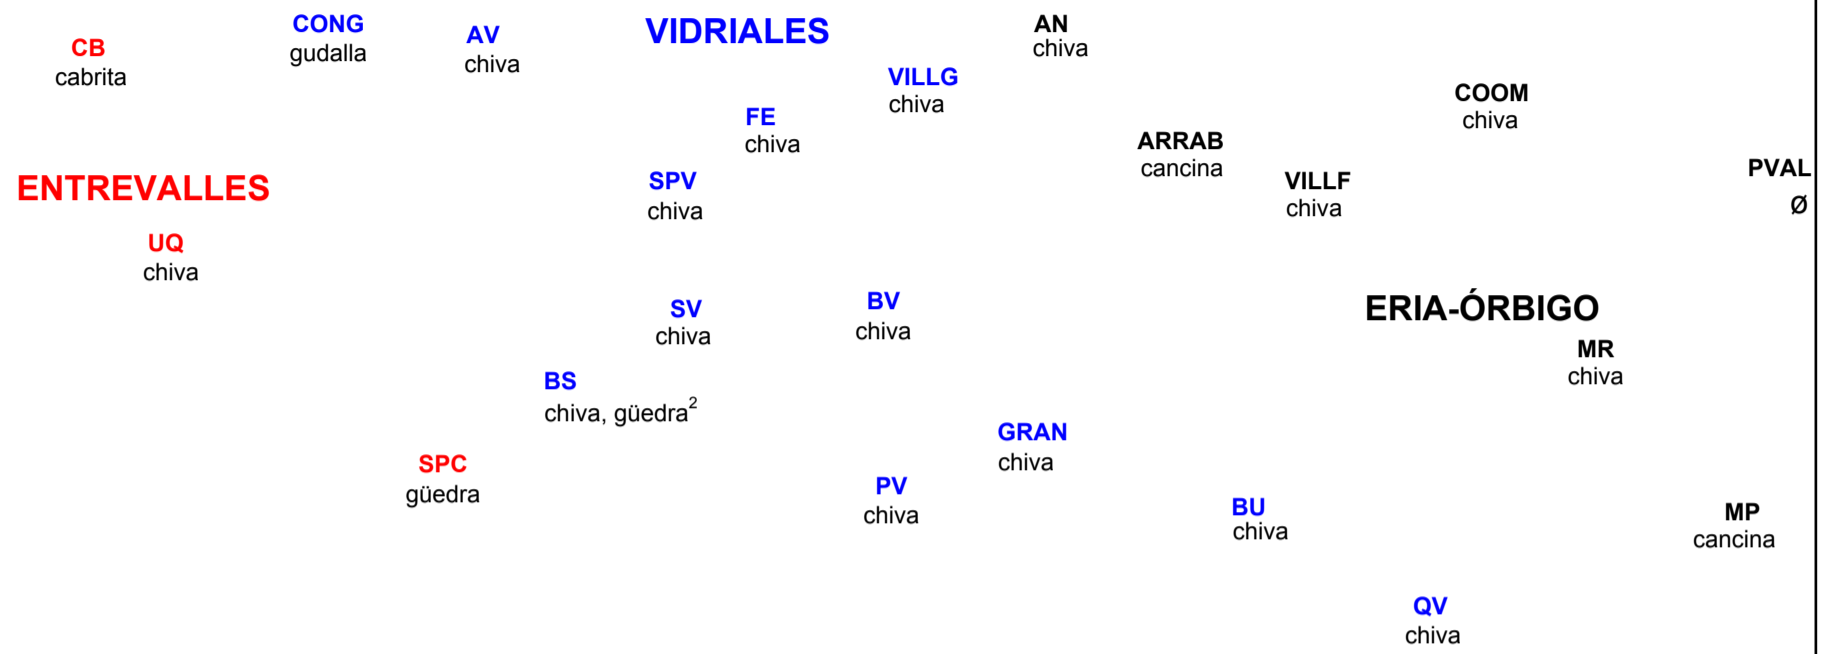 CONG
gudalla
CB
cabrita
AV
chiva
VIDRIALES
AN
chiva
VILLG
chiva
COOM
chiva
FE
chiva
ARRAB
cancina
PVAL
Ø
ENTREVALLES
SPV
chiva
VILLF
chiva
UQ
chiva
SV
chiva
BV
chiva
ERIA-ÓRBIGO
MR
chiva
BS
chiva, güedra²
GRAN
chiva
SPC
güedra
PV
chiva
BU
chiva
MP
cancina
QV
chiva